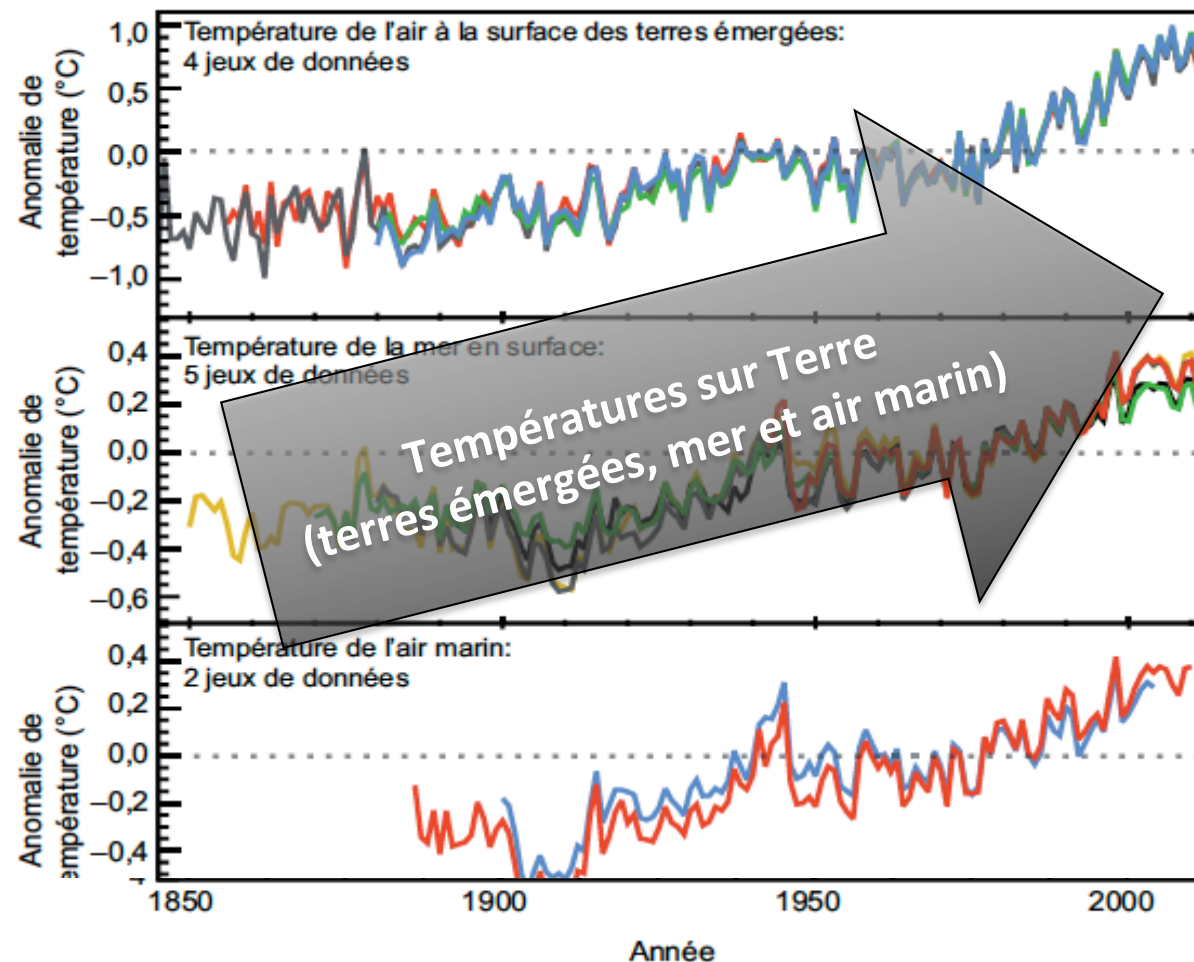 Température de l'air à la surface des terres émergées:
4 jeux de données
Anomalie de
température (°C)
1,0
0,5
0,0
–0,5
–1,0
Température de la mer en surface:
5 jeux de données
Anomalie de
température (°C)
0,4
0,2
0,0
–0,2
–0,4
–0,6
Températures sur Terre
(terres émergées, mer et air marin)
Température de l'air marin:
2 jeux de données
Anomalie de
empérature (°C)
0,4
0,2
0,0
–0,2
–0,4
1850
1900
1950
2000
Année